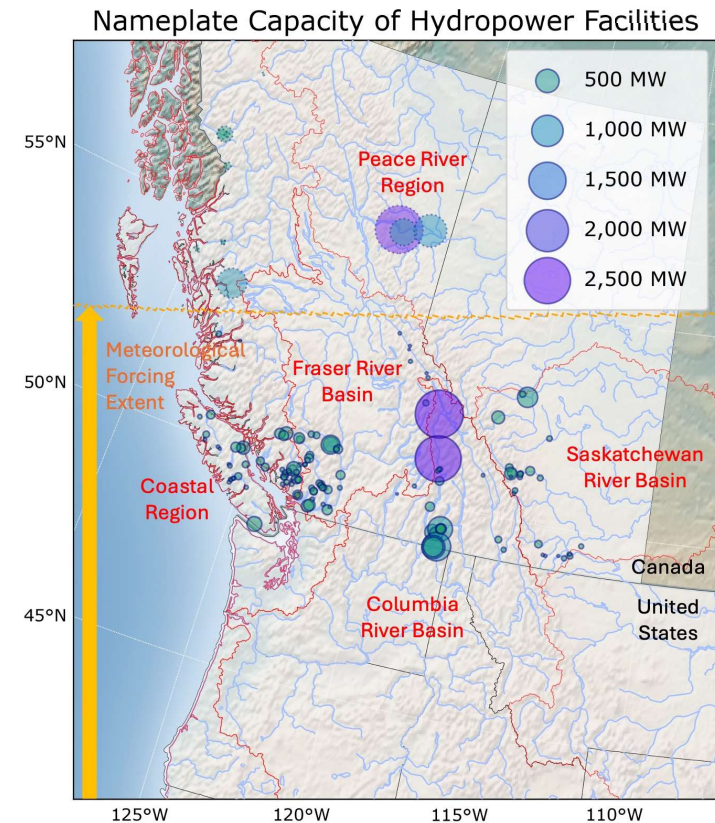 Nameplate Capacity of Hydropower Facilities
500 MW
1,000 MW
1,500 MW
2,000 MW
2,500 MW
55°N
50°N
45°N
Peace River
Region
Meteorological
Forcing
Extent
Fraser River
Basin
Saskatchewan
River Basin
Coastal
Region
Canada
United
States
Columbia
River Basin
125°W
120°W
115°W
110°W